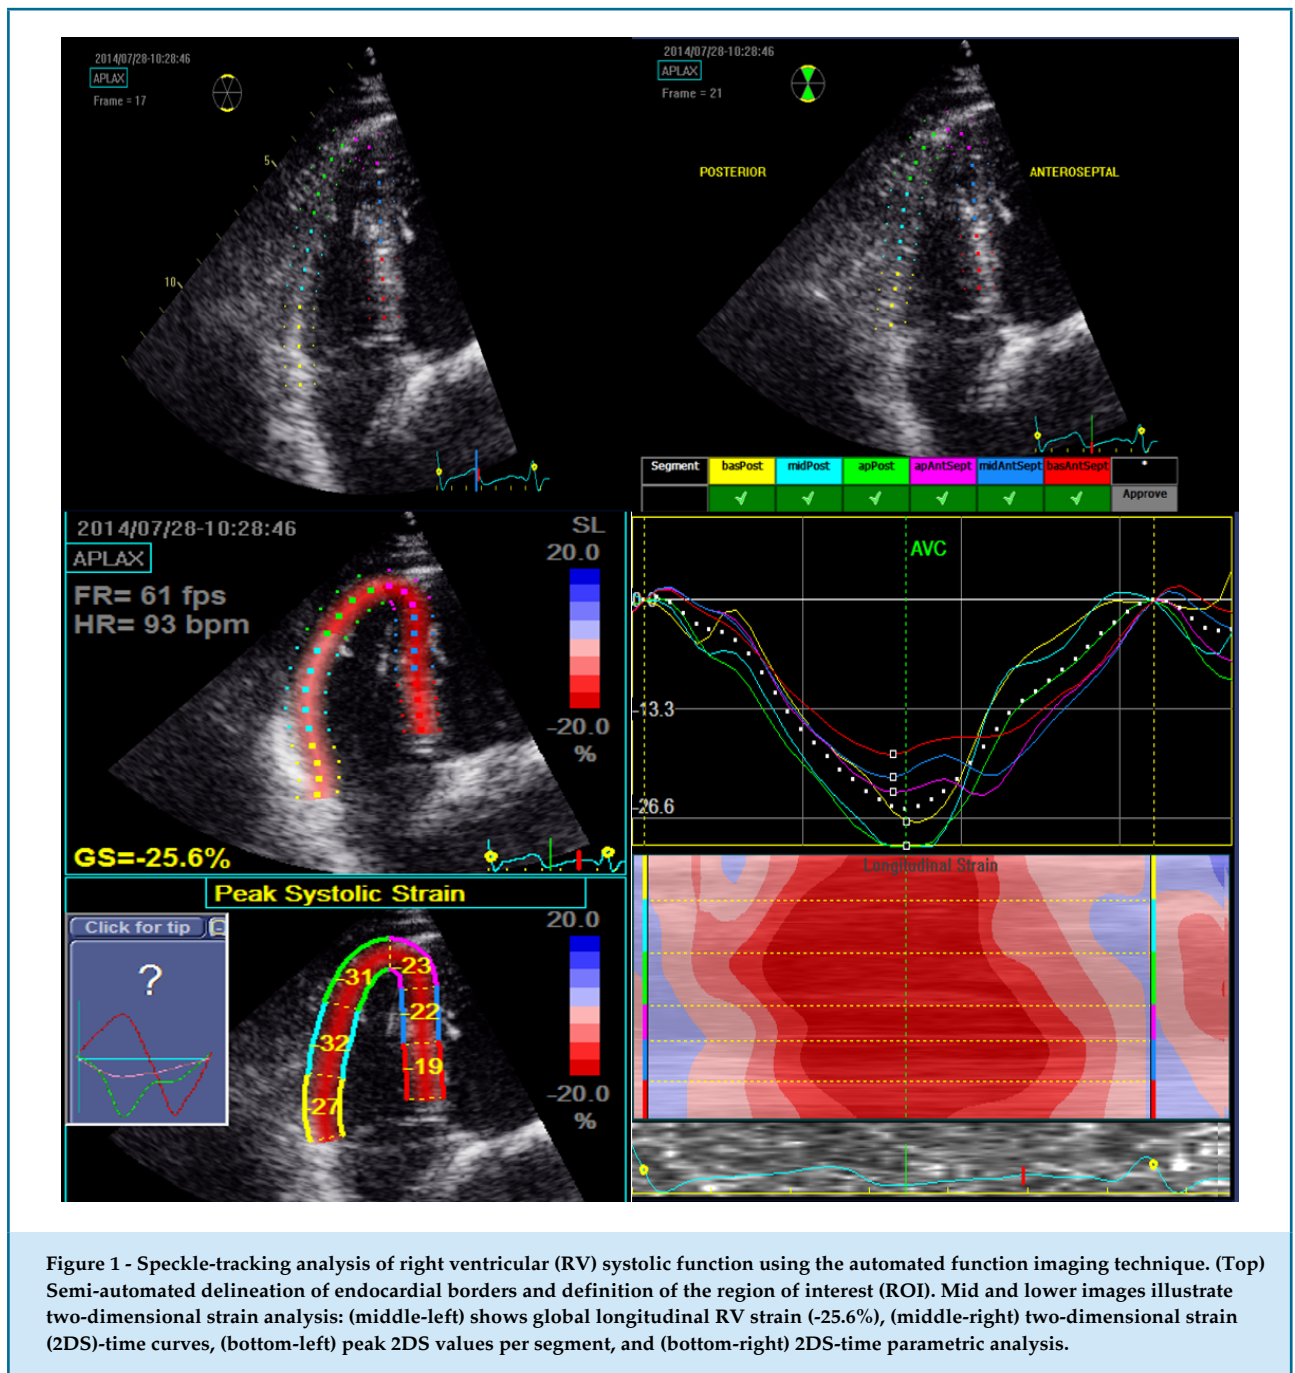 2014/07/28-10:28:46
APLAX
Frame = 17
5
10
2014/07/28-10:28:46
APLAX
Frame = 21
POSTERIOR
ANTEROSEPTAL
Segment basPost midPost apPost apAntSept midAntSept basAntSept *
Approve
2014/07/28-10:28:46
APLAX
FR= 61 fps
HR= 93 bpm
SL
20.0
-20.0
%
GS=-25.6%
AVC
0.0
-13.3
-26.6
Peak Systolic Strain
Click for tip
?
20.0
-20.0
%
-31
-23
-22
-32
-19
-27
Longitudinal Strain
Figure 1 - Speckle-tracking analysis of right ventricular (RV) systolic function using the automated function imaging technique. (Top)
Semi-automated delineation of endocardial borders and definition of the region of interest (ROI). Mid and lower images illustrate
two-dimensional strain analysis: (middle-left) shows global longitudinal RV strain (-25.6%), (middle-right) two-dimensional strain
(2DS)-time curves, (bottom-left) peak 2DS values per segment, and (bottom-right) 2DS-time parametric analysis.